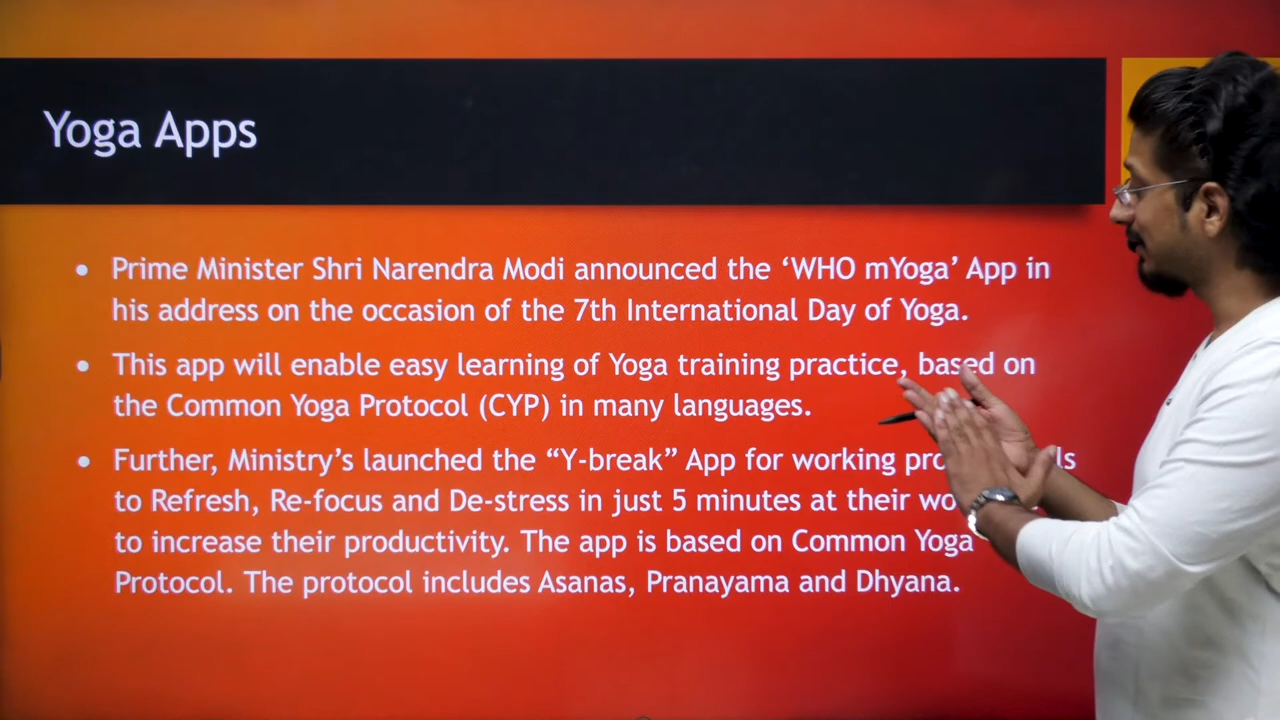 Yoga Apps
• Prime Minister Shri Narendra Modi announced the ‘WHO mYoga’ App in
his address on the occasion of the 7th International Day of Yoga.
• This app will enable easy learning of Yoga training practice, based on
the Common Yoga Protocol (CYP) in many languages.
• Further, Ministry’s launched the “Y-break” App for working
to Refresh, Re-focus and De-stress in just 5 minutes at their
to increase their productivity. The app is based on Common Yoga
Protocol. The protocol includes Asanas, Pranayama and Dhyana.